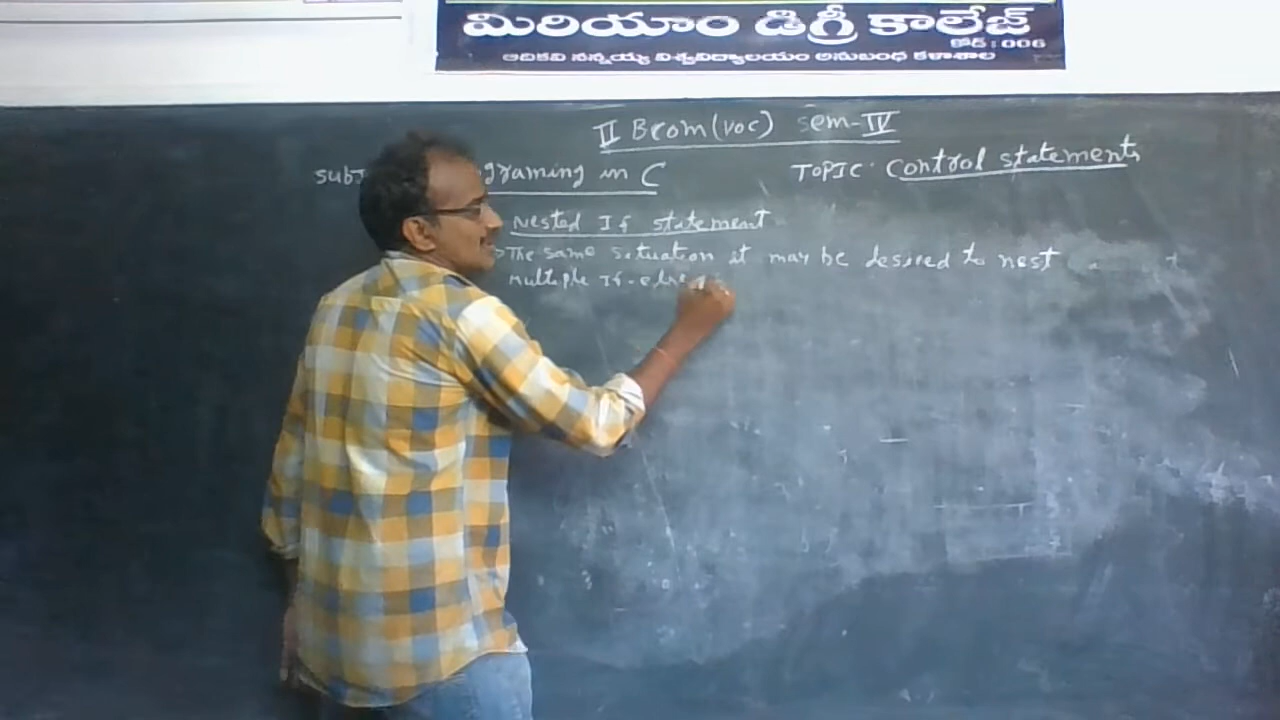 మిరియాం డిగ్రీ కాలేజ్
కోడ్ : 006
ఆదికవి నన్నయ్య విశ్వవిద్యాలయం అనుబంధ కళాశాల
II Bcom(voc) sem-IV
graming in C
TOPIC: Control statements
Nested If statement
The same situation it may be desired to nest
multiple If-else